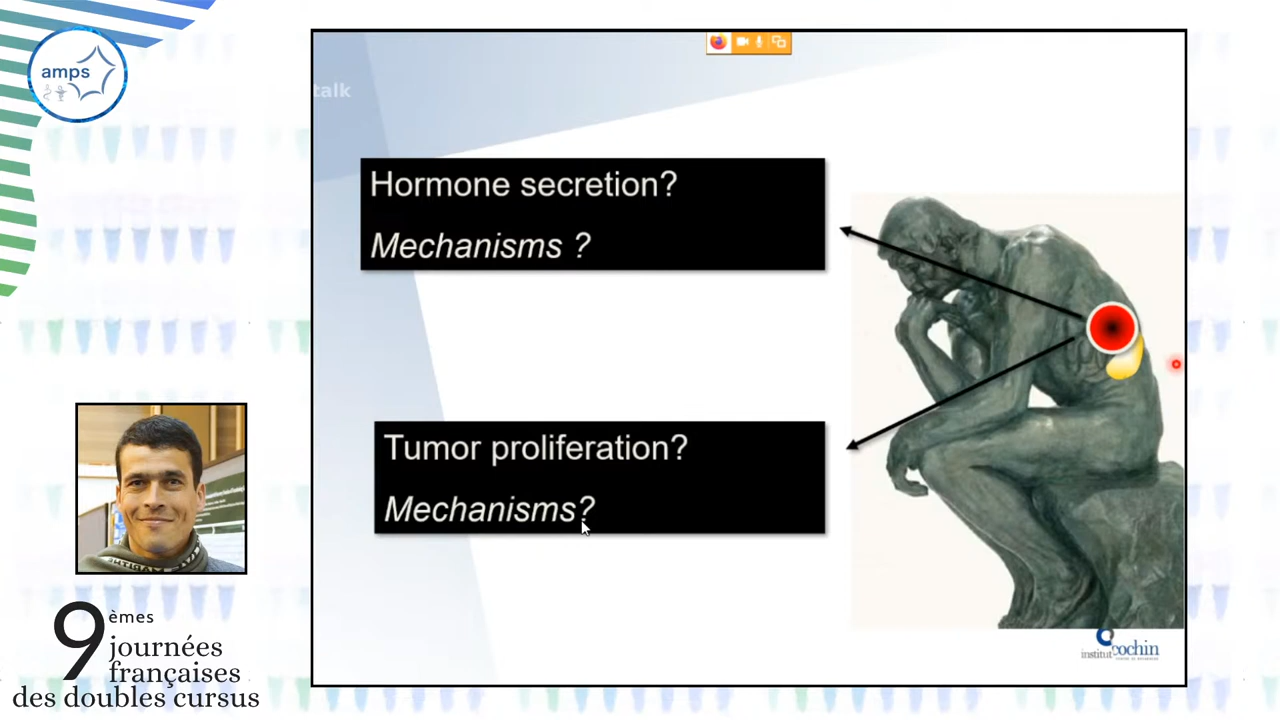 amps
talk
Hormone secretion?
Mechanisms ?
Tumor proliferation?
Mechanisms?
institut cochin
9èmes
journées
françaises
des doubles cursus